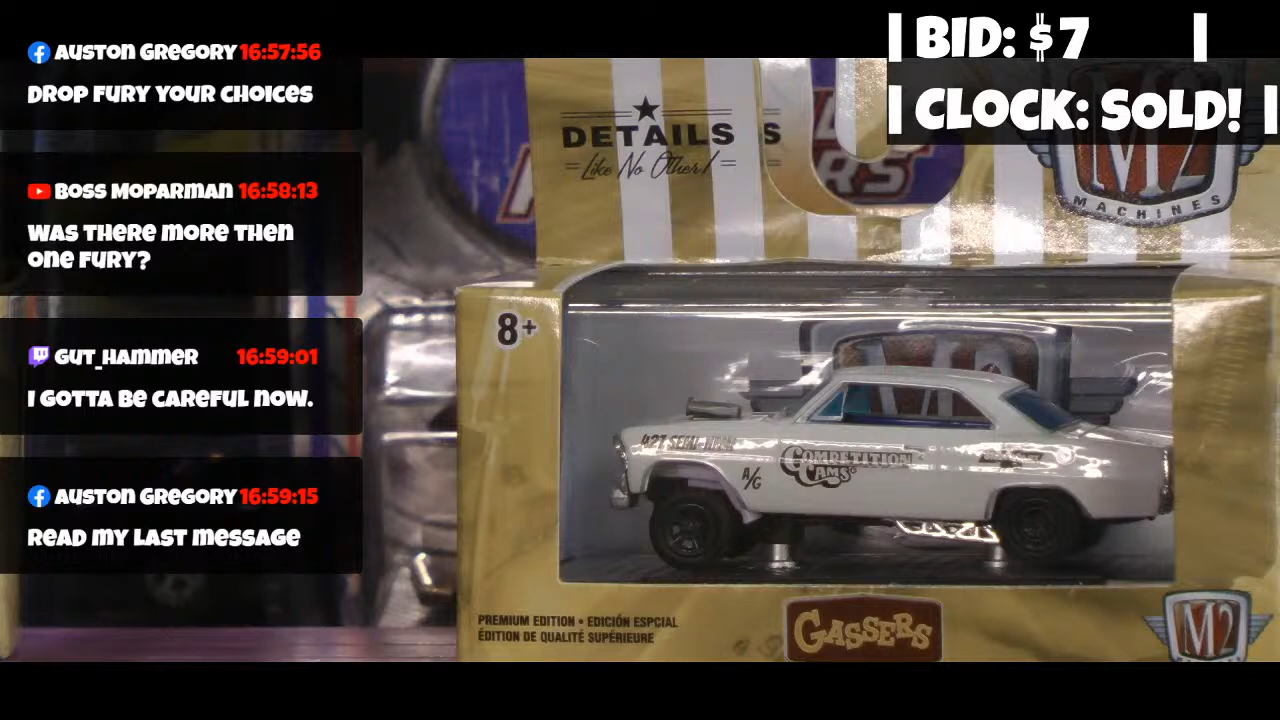 AUSTON GREGORY 16:57:56
DROP FURY YOUR CHOICES
BOSS MOPARMAN 16:58:13
WAS THERE MORE THEN
ONE FURY?
GUT_HAMMER 16:59:01
I GOTTA BE CAREFUL NOW.
AUSTON GREGORY 16:59:15
READ MY LAST MESSAGE
| BID: $7 |
| CLOCK: SOLD! |
DETAILS
Like No Other!
M2
MACHINES
8+
COMPETITION
CAMS
A/G
PREMIUM EDITION • EDICIÓN ESPCIAL
ÉDITION DE QUALITÉ SUPÉRIEURE
GASSERS
M2